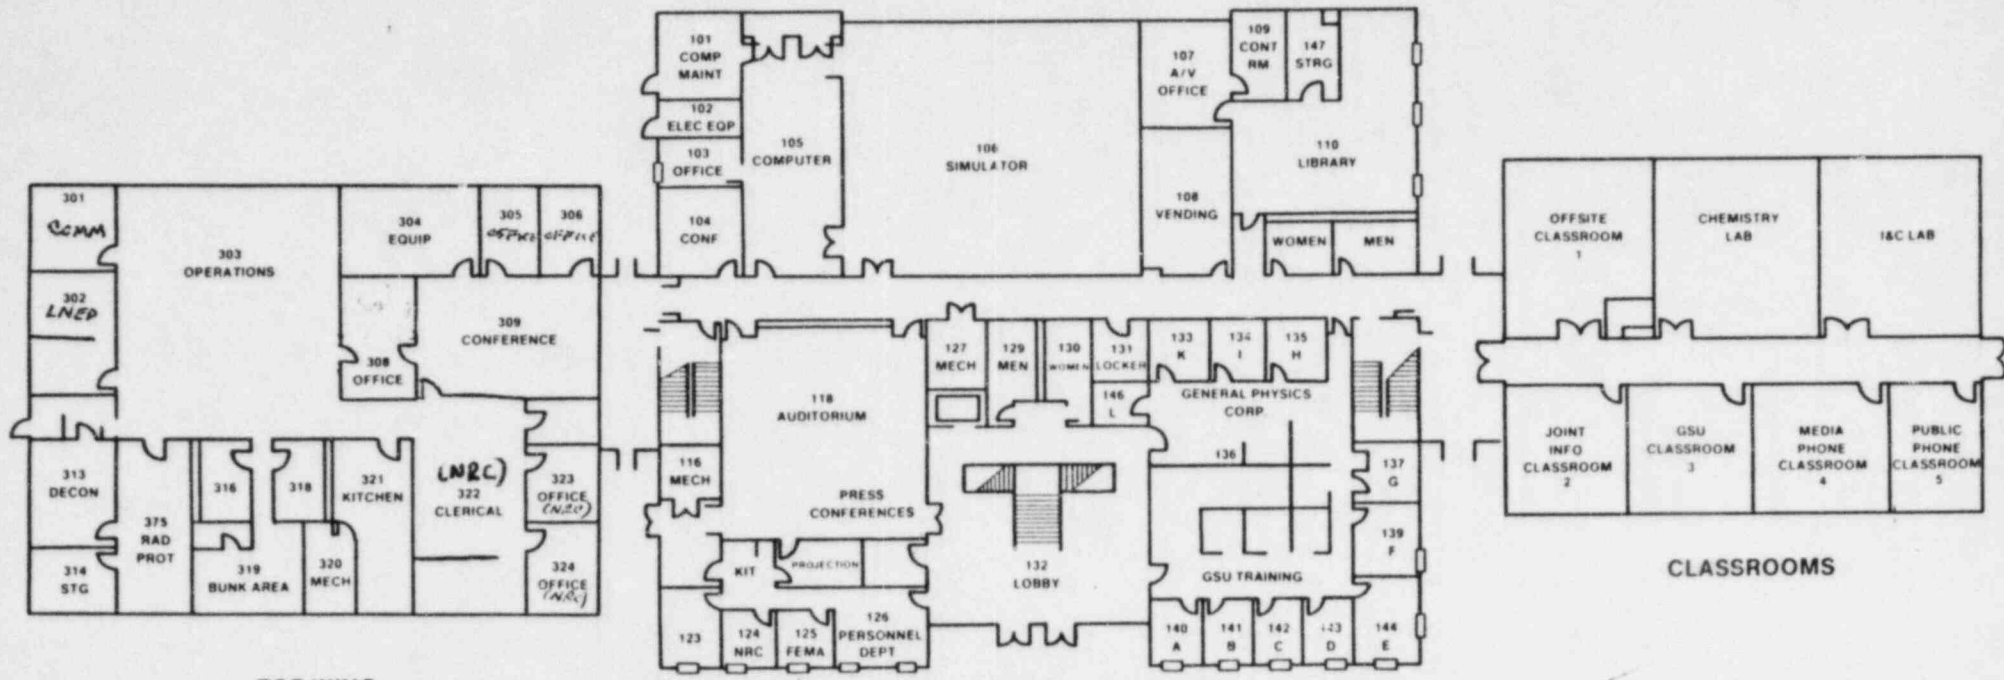 301
COMM
302
LNED
303
OPERATIONS
304
EQUIP
305
OFFICE
306
OFFICE
308
OFFICE
309
CONFERENCE
313
DECON
314
STG
375
RAD
PROT
316
318
319
BUNK AREA
320
MECH
321
KITCHEN
(NRC)
322
CLERICAL
323
OFFICE
(NRC)
324
OFFICE
(NRC)
101
COMP
MAINT
102
ELEC EQP
103
OFFICE
104
CONF
105
COMPUTER
106
SIMULATOR
107
A/V
OFFICE
108
VENDING
109
CONT
RM
147
STRG
110
LIBRARY
WOMEN
MEN
116
MECH
118
AUDITORIUM
PRESS
CONFERENCES
KIT
PROJECTION
123
124
NRC
125
FEMA
126
PERSONNEL
DEPT
127
MECH
129
MEN
130
WOMEN
131
LOCKER
146
L
132
LOBBY
133
K
134
I
135
H
GENERAL PHYSICS
CORP.
136
137
G
139
F
GSU TRAINING
140
A
141
B
142
C
143
D
144
E
OFFSITE
CLASSROOM
1
CHEMISTRY
LAB
I&C LAB
JOINT
INFO
CLASSROOM
2
GSU
CLASSROOM
3
MEDIA
PHONE
CLASSROOM
4
PUBLIC
PHONE
CLASSROOM
5
CLASSROOMS